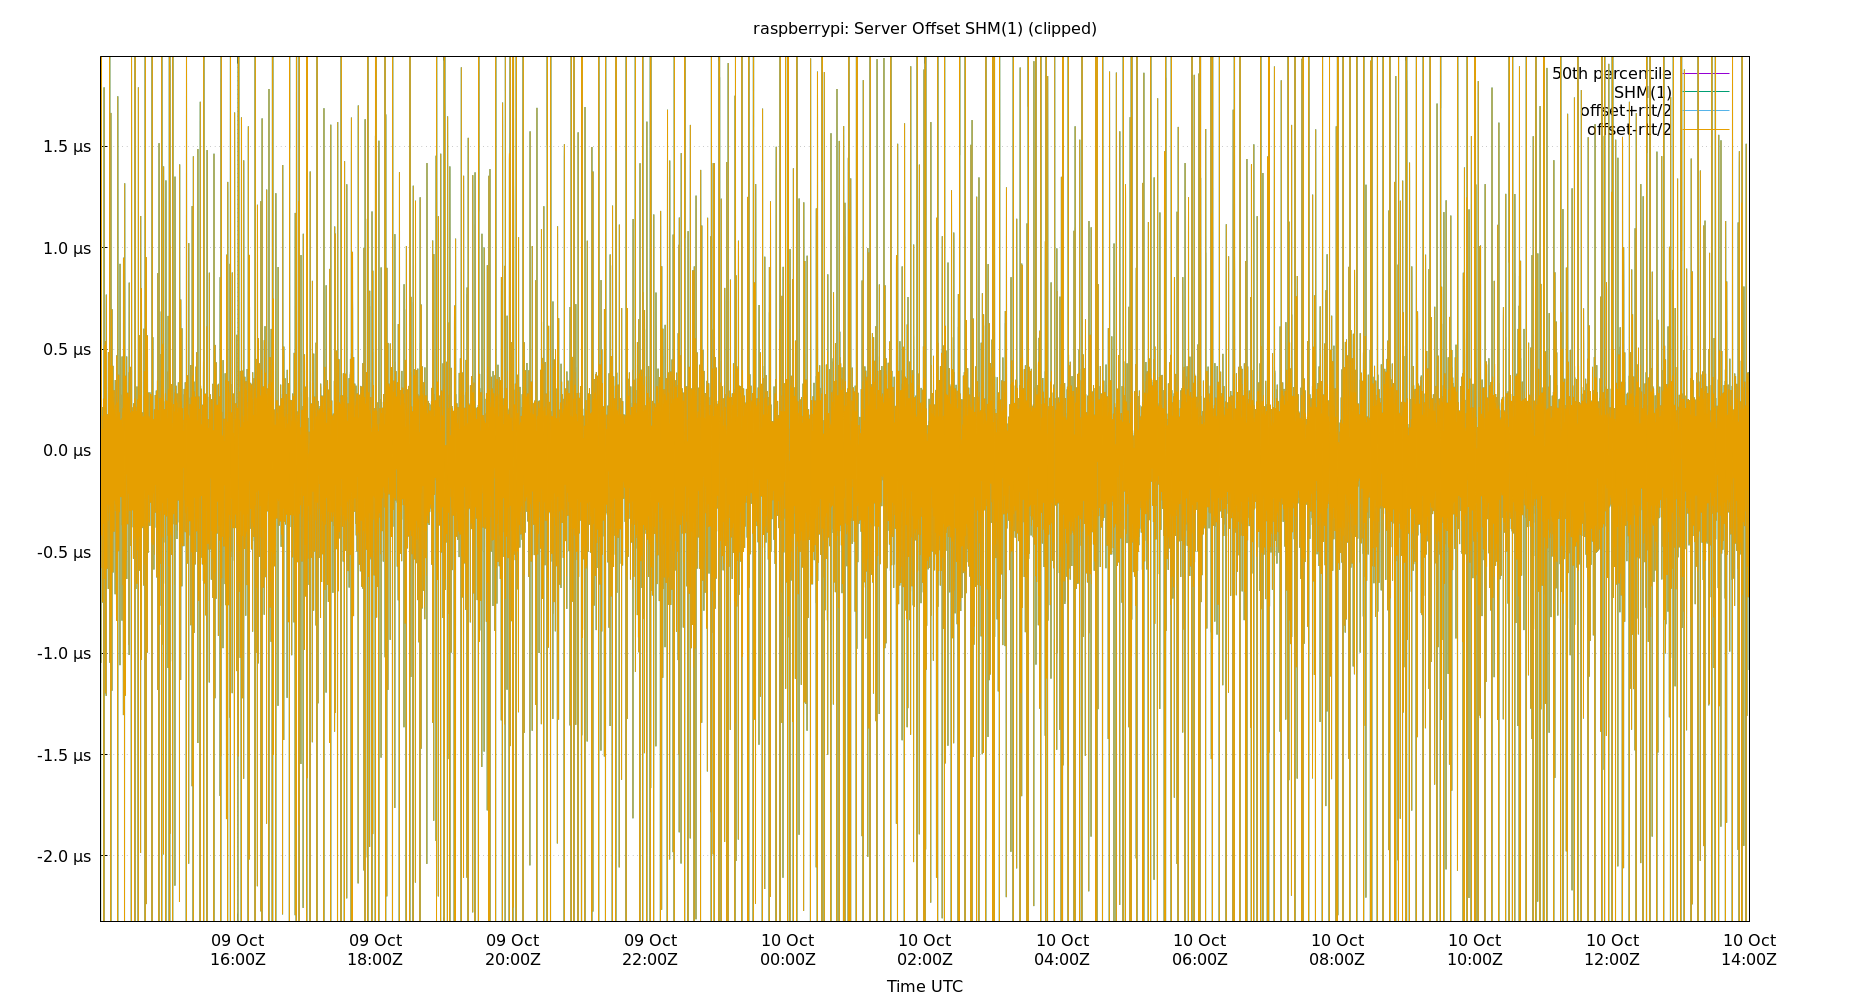 raspberrypi: Server Offset SHM(1) (clipped)
50th percentile
SHM(1)
offset+rtt/2
offset-rtt/2
1.5 µs
1.0 µs
0.5 µs
0.0 µs
-0.5 µs
-1.0 µs
-1.5 µs
-2.0 µs
09 Oct 09 Oct 09 Oct 09 Oct 10 Oct 10 Oct 10 Oct 10 Oct 10 Oct 10 Oct 10 Oct 10 Oct
16:00Z 18:00Z 20:00Z 22:00Z 00:00Z 02:00Z 04:00Z 06:00Z 08:00Z 10:00Z 12:00Z 14:00Z
Time UTC